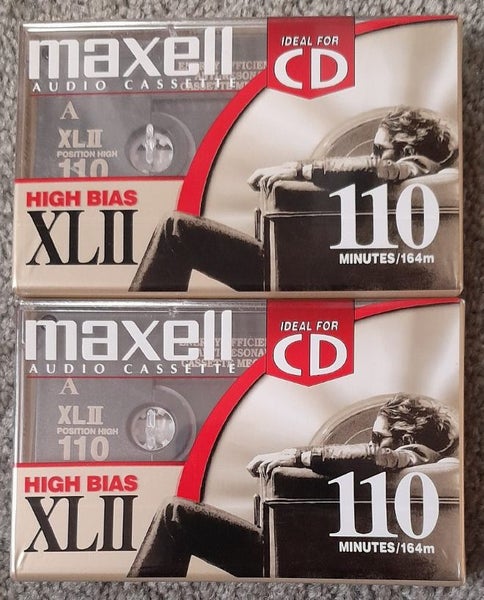 maxell
AUDIO CASSETTE
IDEAL FOR
CD
A
XLII
POSITION HIGH
110
HIGH BIAS
XLII
110
MINUTES/164m
maxell
AUDIO CASSETTE
IDEAL FOR
CD
A
XLII
POSITION HIGH
110
HIGH BIAS
XLII
110
MINUTES/164m